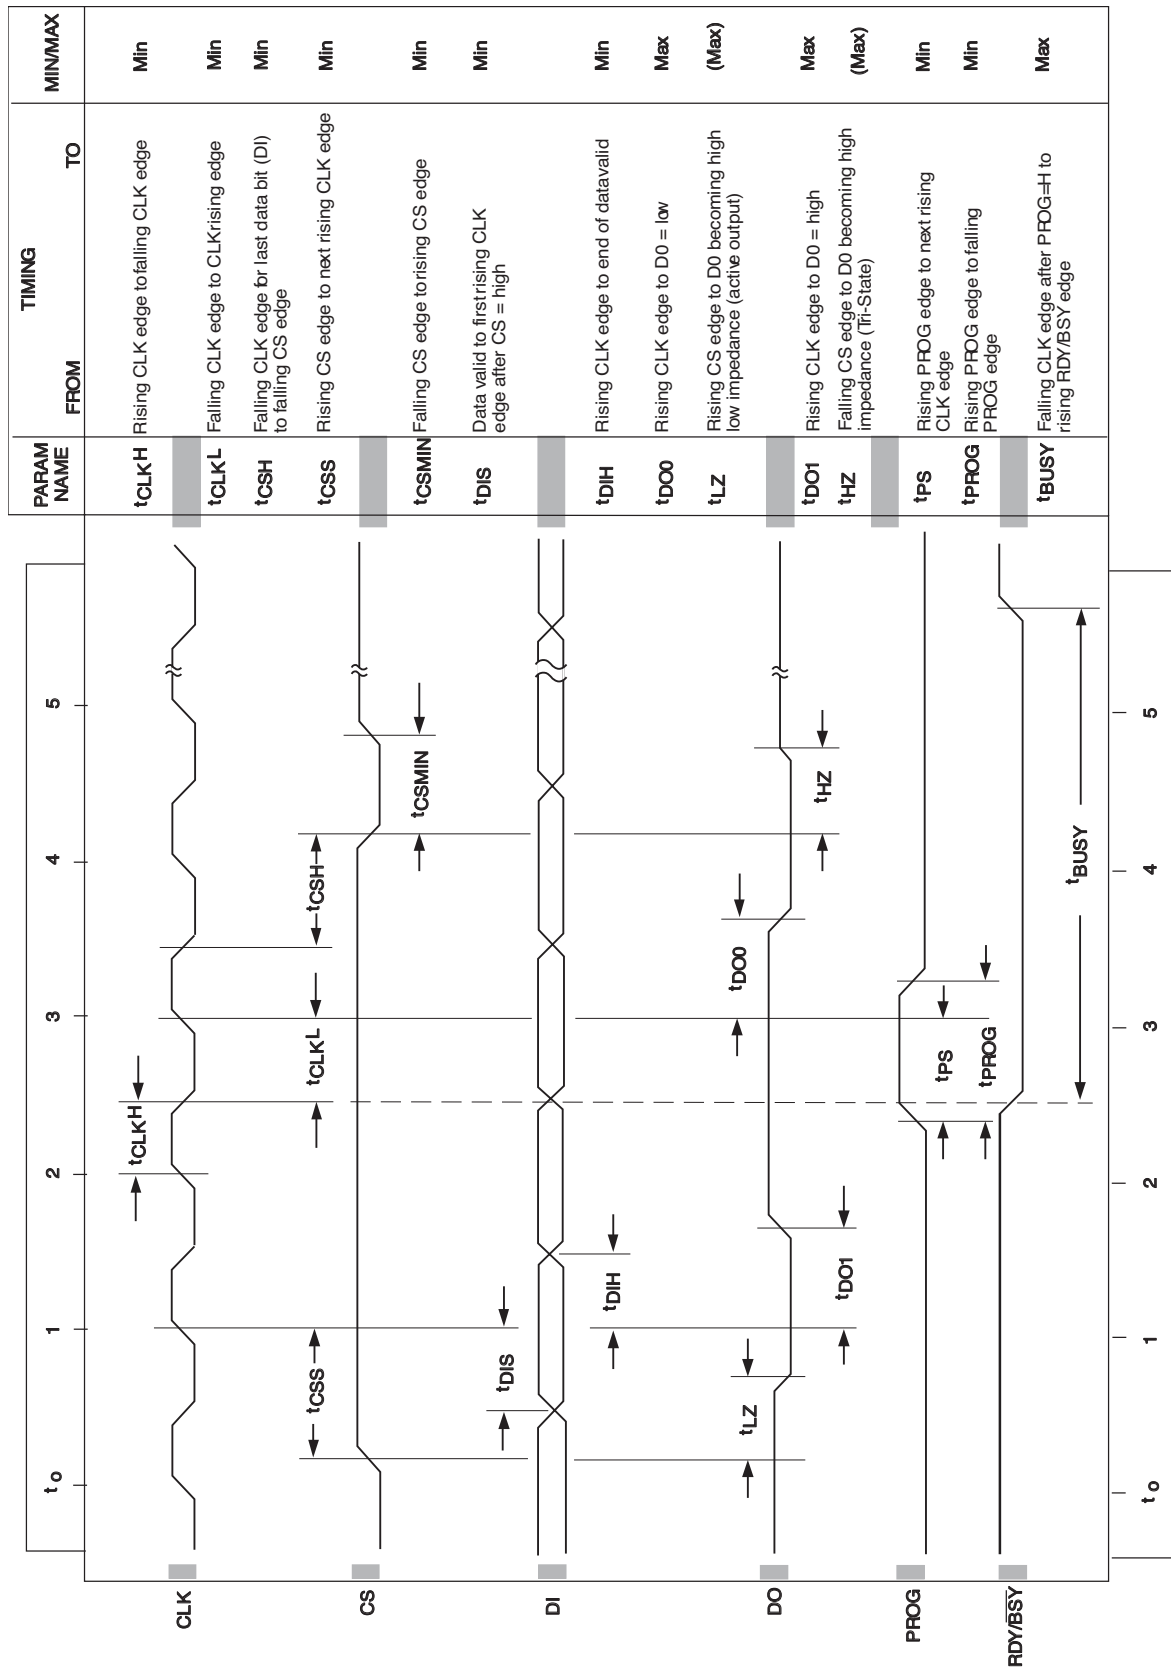 t o 1 2 3 4 5
PARAM
NAME
TIMING
FROM TO
MIN/MAX
CLK
tCLKH
tCLKL
tCSS
tCSH
tCLKH Rising CLK edge to falling CLK edge Min
tCLKL Falling CLK edge to CLK rising edge Min
tCSH Falling CLK edge for last data bit (DI)
to falling CS edge Min
tCSS Rising CS edge to next rising CLK edge Min
CS
tCSMIN
tCSMIN Falling CS edge to rising CS edge Min
tDIS
tDIS Data valid to first rising CLK
edge after CS = high Min
DI
tDIH
tDIH Rising CLK edge to end of data valid Min
tDO0
tDO0 Rising CLK edge to D0 = low Max
tLZ
tLZ Rising CS edge to D0 becoming high
low impedance (active output) (Max)
DO
tHZ
tDO1
tDO1 Rising CLK edge to D0 = high Max
tHZ Falling CS edge to D0 becoming high
impedance (Tri-State) (Max)
PROG
tPS
tPS Rising PROG edge to next rising
CLK edge Min
tPROG
tPROG Rising PROG edge to falling
PROG edge Min
RDY/BSY
tBUSY
tBUSY Falling CLK edge after PROG=H to
rising RDY/BSY edge Max
t o 1 2 3 4 5